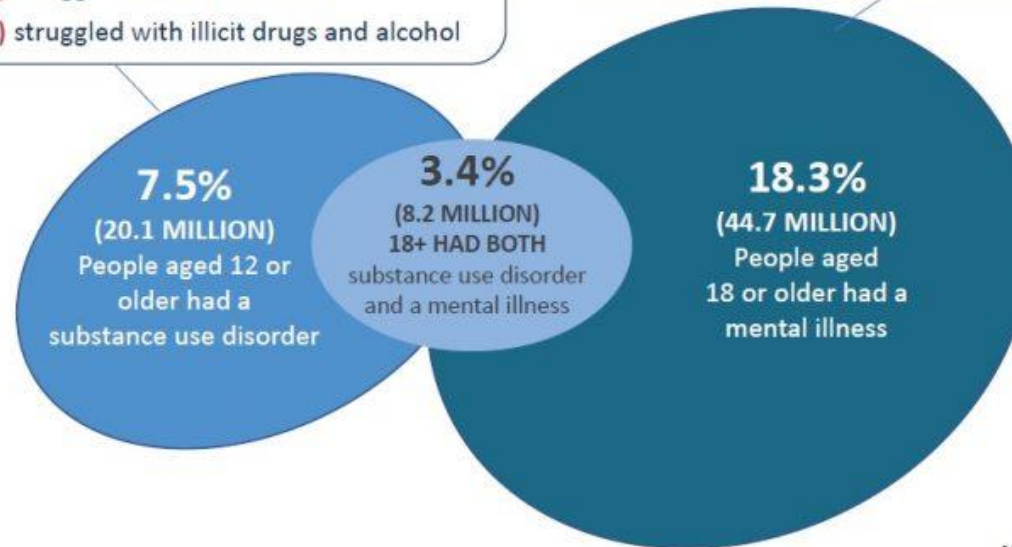 ) struggled with illicit drugs and alcohol
7.5%
(20.1 MILLION)
People aged 12 or
older had a
substance use disorder
3.4%
(8.2 MILLION)
18+ HAD BOTH
substance use disorder
and a mental illness
18.3%
(44.7 MILLION)
People aged
18 or older had a
mental illness